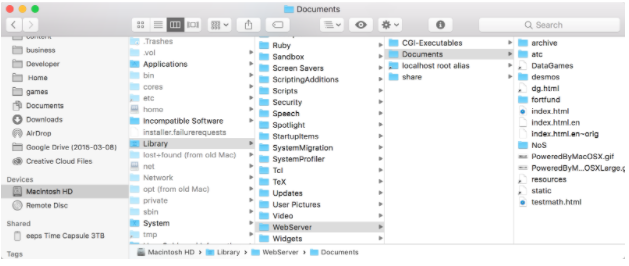 Documents
Search
content
business
Developer
Home
games
Documents
Downloads
AirDrop
Google Drive (2015-03-08)
Creative Cloud Files
Devices
Macintosh HD
Remote Disc
Shared
eeps Time Capsule 3TB
Tags
.Trashes
.vol
Applications
bin
cores
etc
home
Incompatible Software
installer.failurerequests
Library
lost+found (from old Mac)
net
Network
opt (from old Mac)
private
sbin
System
tmp
Ruby
Sandbox
Screen Savers
ScriptingAdditions
Scripts
Security
Speech
Spotlight
StartupItems
SystemMigration
SystemProfiler
Tcl
TeX
Updates
User Pictures
Video
WebServer
Widgets
CGI-Executables
Documents
localhost root alias
share
archive
atc
DataGames
desmos
dg.html
fortfund
index.html
index.html.en
index.html.en~orig
NoS
PoweredByMacOSX.gif
PoweredByM...OSXLarge.g
resources
static
testmath.html
Macintosh HD › Library › WebServer › Documents